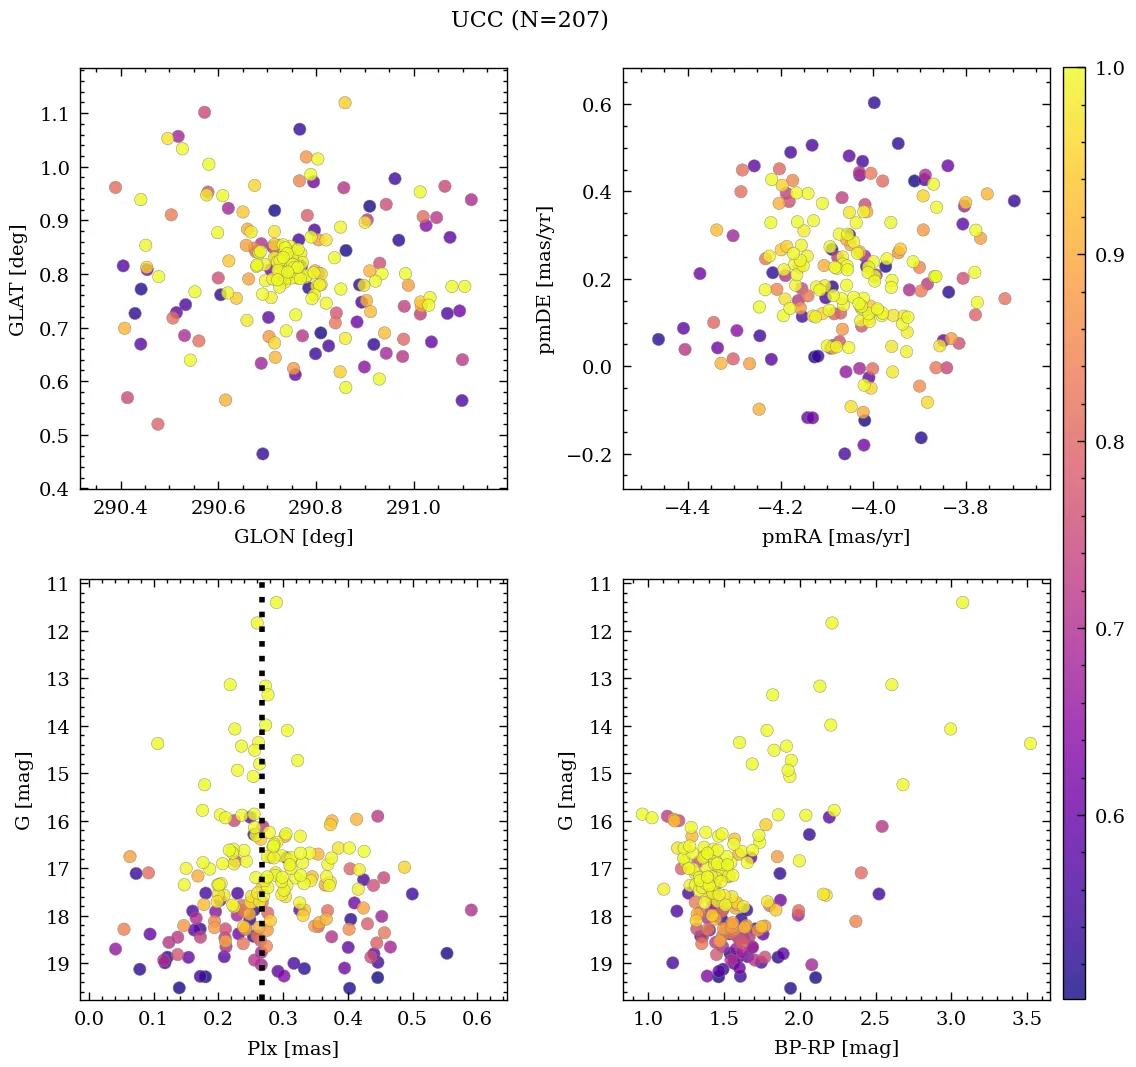 UCC (N=207)
1.1
1.0
0.9
0.8
0.7
0.6
0.5
0.4
GLAT [deg]
290.4 290.6 290.8 291.0
GLON [deg]
0.6
0.4
0.2
0.0
−0.2
pmDE [mas/yr]
−4.4 −4.2 −4.0 −3.8
pmRA [mas/yr]
1.0
0.9
0.8
0.7
0.6
11
12
13
14
15
16
17
18
19
G [mag]
0.0 0.1 0.2 0.3 0.4 0.5 0.6
Plx [mas]
11
12
13
14
15
16
17
18
19
G [mag]
1.0 1.5 2.0 2.5 3.0 3.5
BP-RP [mag]